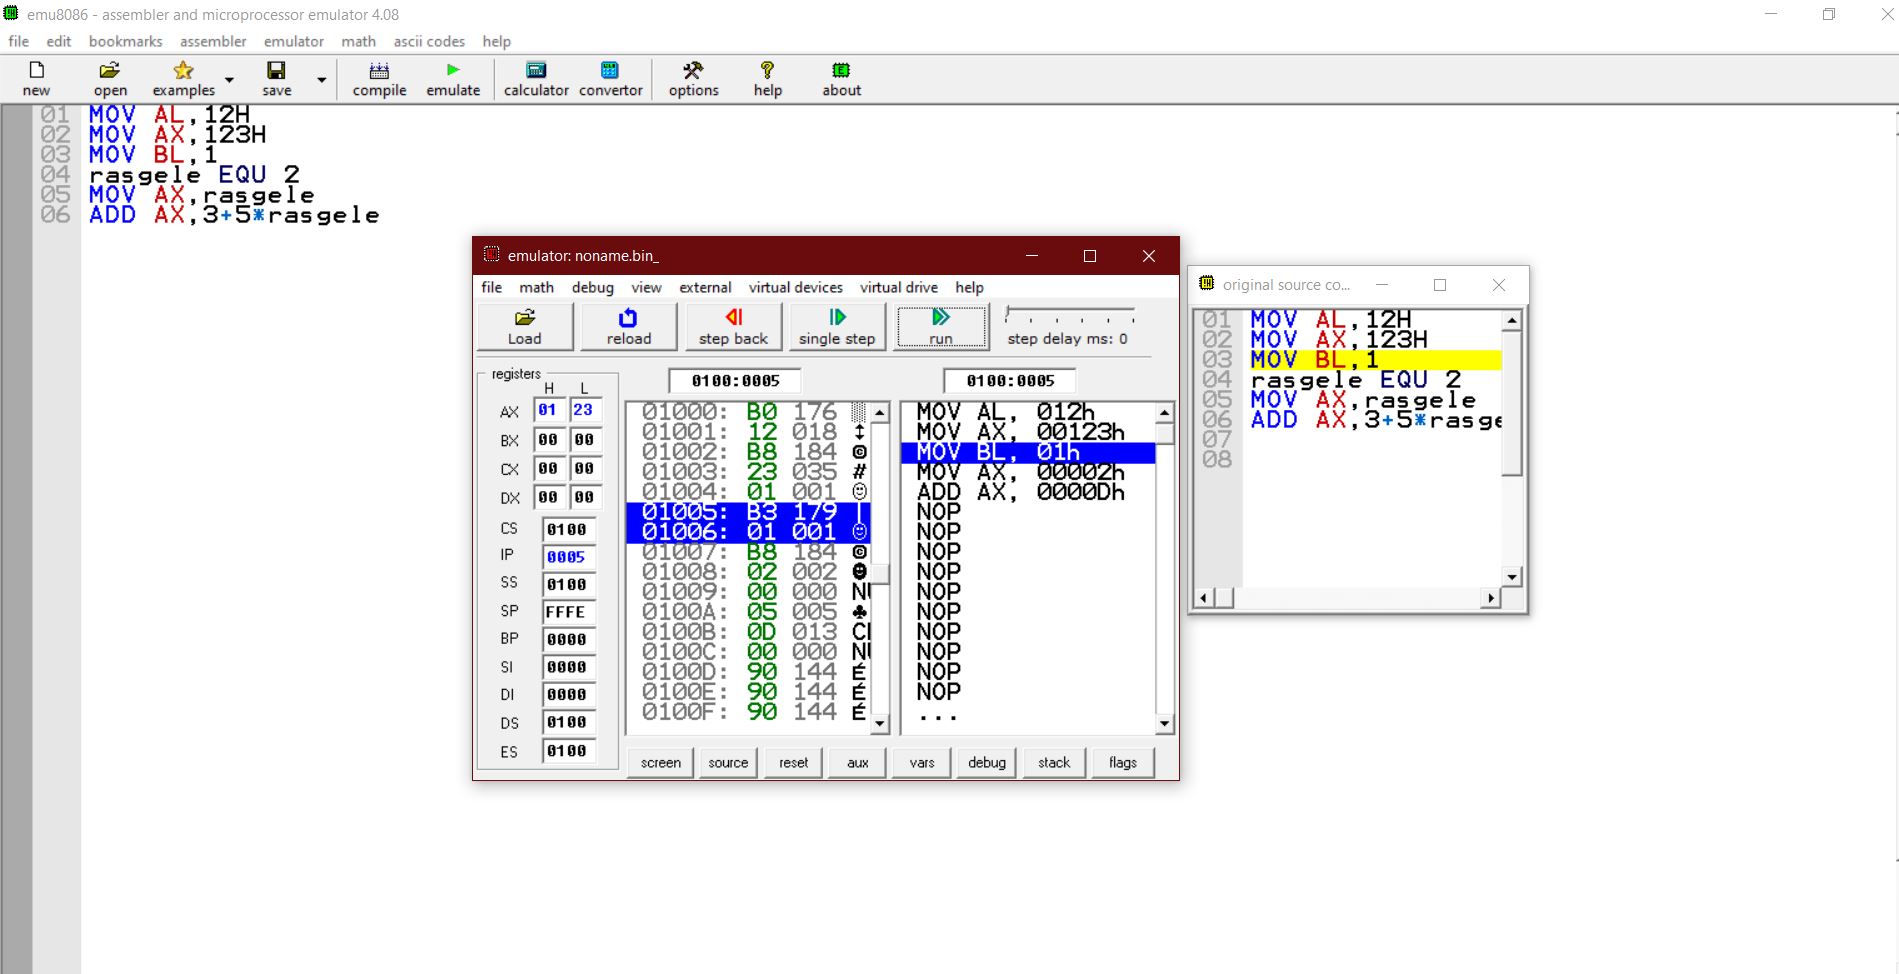 emu8086 - assembler and microprocessor emulator 4.08
file edit bookmarks assembler emulator math ascii codes help
new open examples save compile emulate calculator convertor options help about
01 MOV AL,12H
02 MOV AX,123H
03 MOV BL,1
04 rasgele EQU 2
05 MOV AX,rasgele
06 ADD AX,3+5*rasgele
emulator: noname.bin_
file math debug view external virtual devices virtual drive help
Load reload step back single step run step delay ms: 0
registers
H L
AX 01 23
BX 00 00
CX 00 00
DX 00 00
CS 0100
IP 0005
SS 0100
SP FFFE
BP 0000
SI 0000
DI 0000
DS 0100
ES 0100
0100:0005
01000: B0 176
01001: 12 018 ↕
01002: B8 184 ©
01003: 23 035 #
01004: 01 001 ☺
01005: B3 179 │
01006: 01 001 ☺
01007: B8 184 ©
01008: 02 002 ☻
01009: 00 000
0100A: 05 005 ♣
0100B: 0D 013
0100C: 00 000
0100D: 90 144 É
0100E: 90 144 É
0100F: 90 144 É
0100:0005
MOV AL, 012h
MOV AX, 00123h
MOV BL, 01h
MOV AX, 00002h
ADD AX, 0000Dh
NOP
NOP
NOP
NOP
NOP
NOP
NOP
NOP
NOP
NOP
...
screen source reset aux vars debug stack flags
original source co...
01 MOV AL,12H
02 MOV AX,123H
03 MOV BL,1
04 rasgele EQU 2
05 MOV AX,rasgele
06 ADD AX,3+5*rasge
07
08